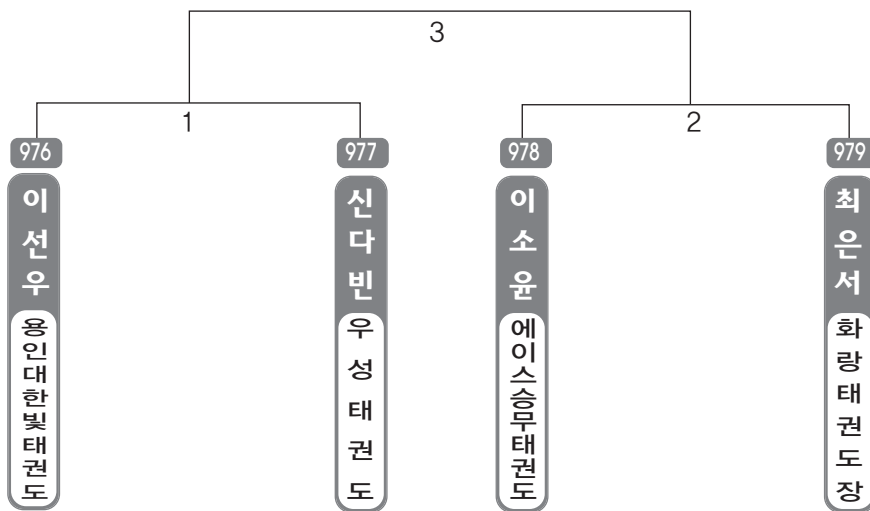 3
1
2
976
977
978
979
이선우
신다빈
이소윤
최은서
용인대한빛태권도
우성태권도
에이스승무태권도
화랑태권도장